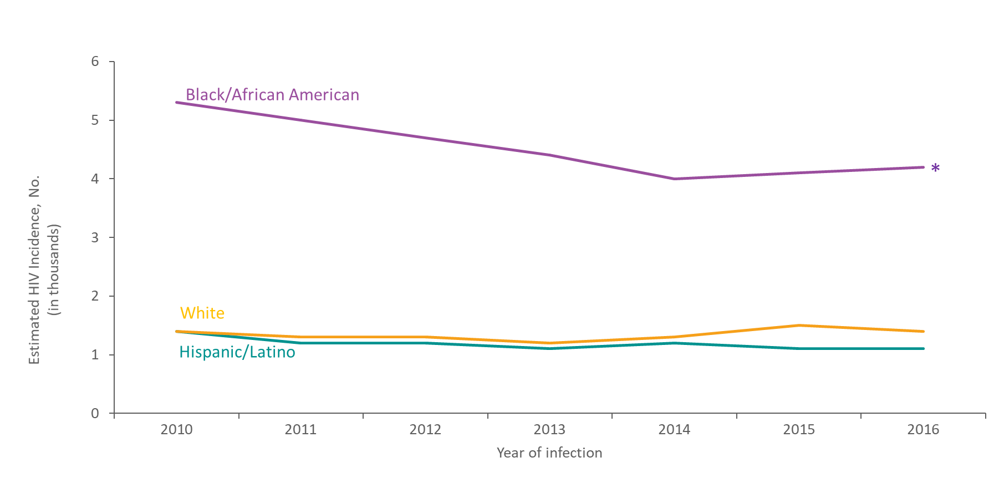 6
Black/African American
5
4
*
3
2
White
Hispanic/Latino
1
0
Estimated HIV Incidence, No.
(in thousands)
2010 2011 2012 2013 2014 2015 2016
Year of infection